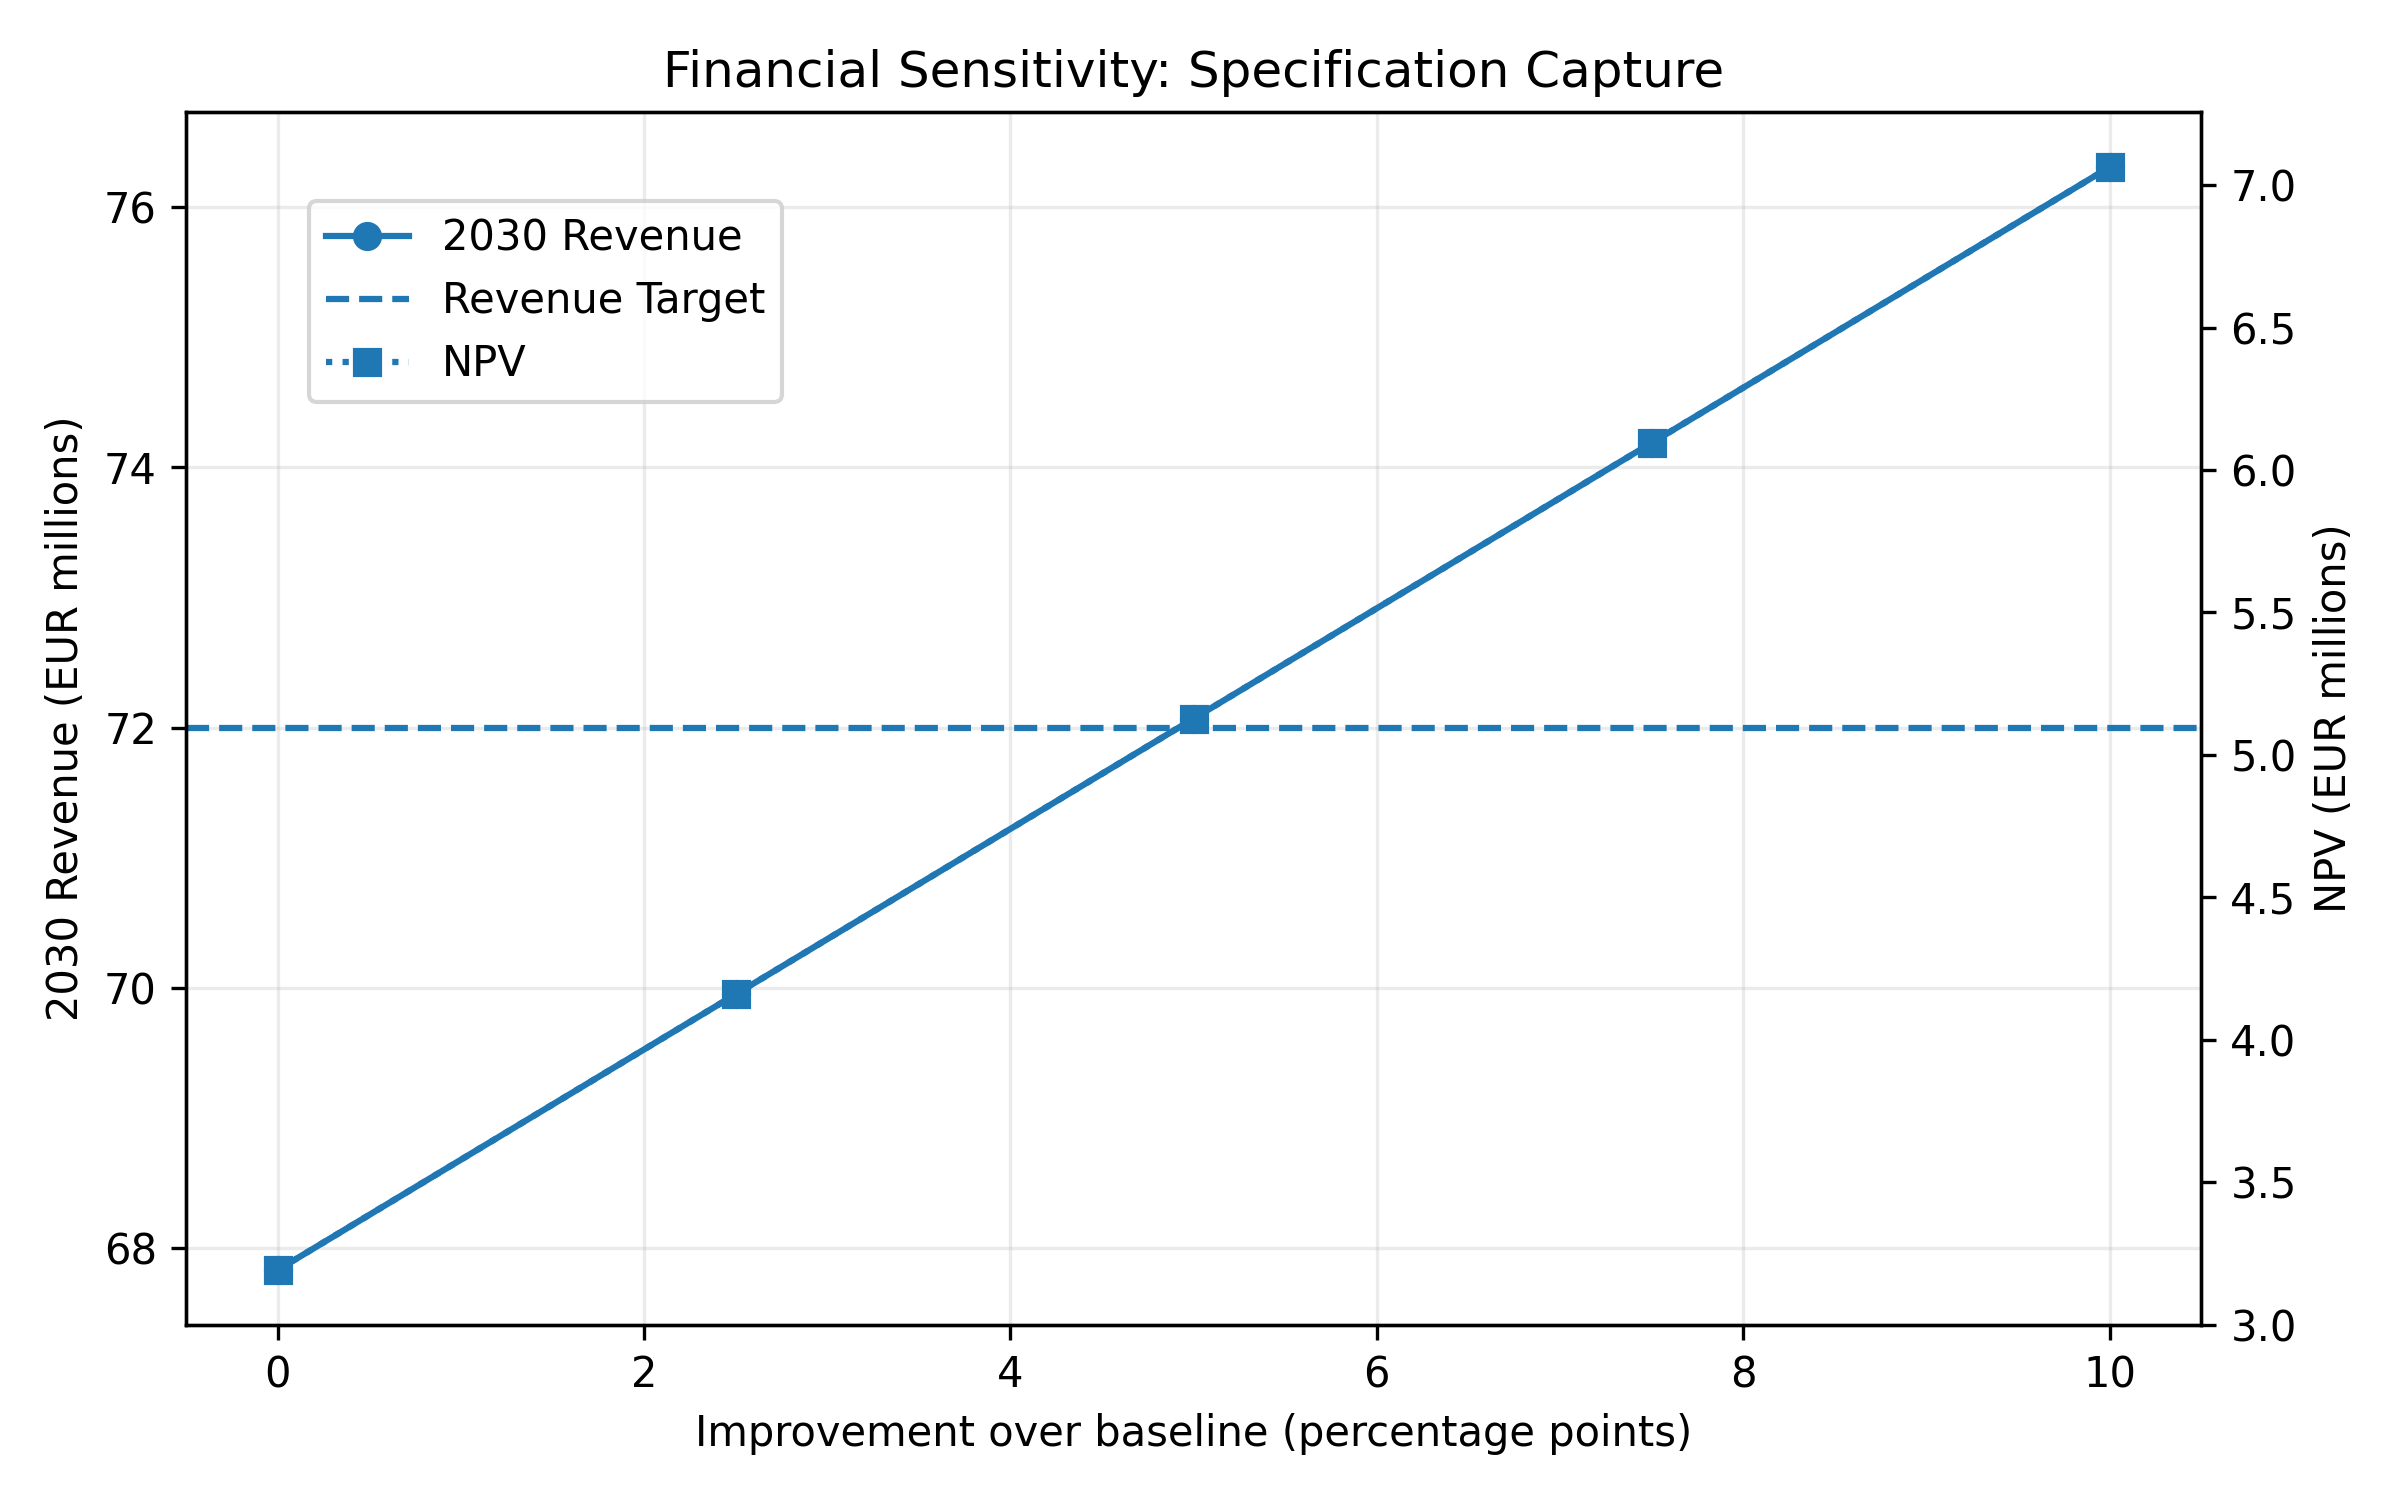 Financial Sensitivity: Specification Capture
2030 Revenue
Revenue Target
NPV
2030 Revenue (EUR millions)
76
74
72
70
68
7.0
6.5
6.0
5.5
5.0
4.5
4.0
3.5
3.0
NPV (EUR millions)
0 2 4 6 8 10
Improvement over baseline (percentage points)